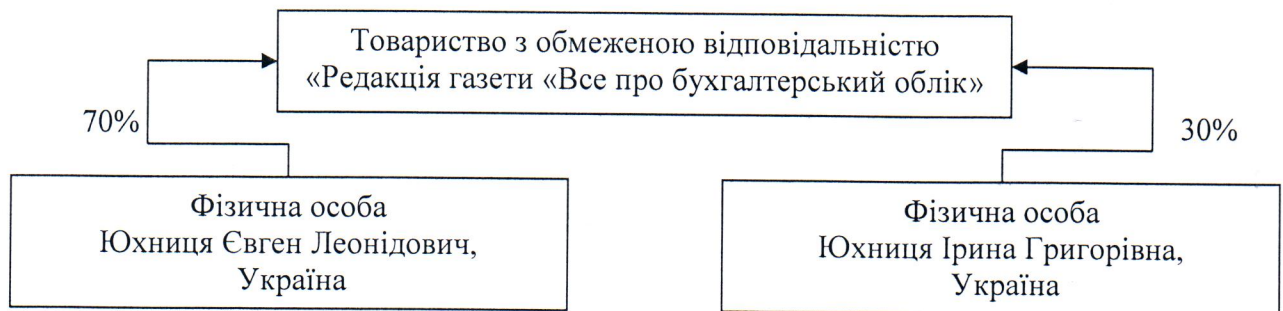 Товариство з обмеженою відповідальністю
«Редакція газети «Все про бухгалтерський облік»
70%
30%
Фізична особа
Юхниця Євген Леонідович,
Україна
Фізична особа
Юхниця Ірина Григорівна,
Україна